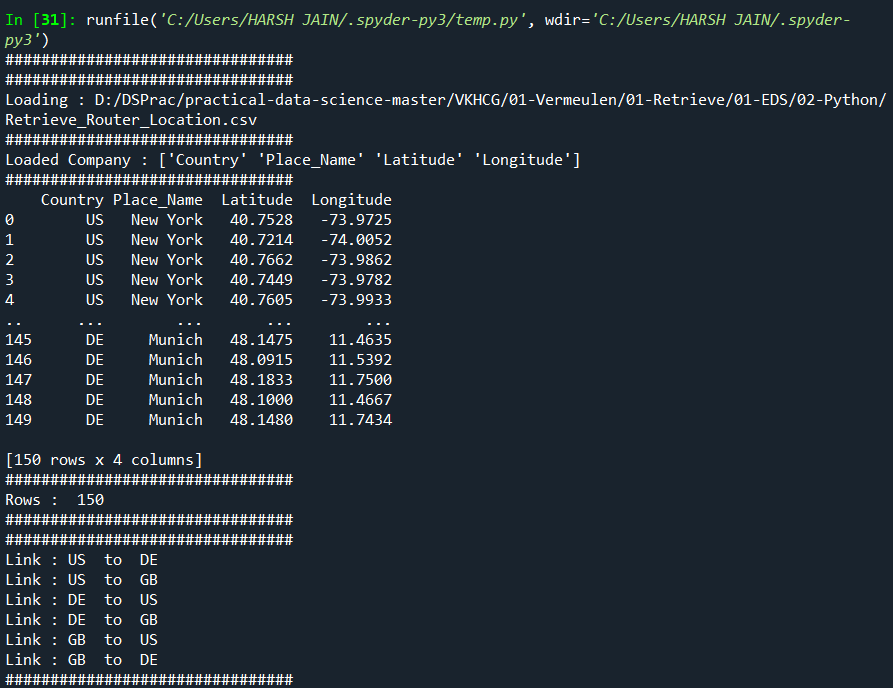 In [31]: runfile('C:/Users/HARSH JAIN/.spyder-py3/temp.py', wdir='C:/Users/HARSH JAIN/.spyder-
py3')
################################
################################
Loading : D:/DSPrac/practical-data-science-master/VKHCG/01-Vermeulen/01-Retrieve/01-EDS/02-Python/
Retrieve_Router_Location.csv
################################
Loaded Company : ['Country' 'Place_Name' 'Latitude' 'Longitude']
################################
    Country Place_Name  Latitude  Longitude
0        US   New York   40.7528   -73.9725
1        US   New York   40.7214   -74.0052
2        US   New York   40.7662   -73.9862
3        US   New York   40.7449   -73.9782
4        US   New York   40.7605   -73.9933
..      ...        ...       ...        ...
145      DE     Munich   48.1475    11.4635
146      DE     Munich   48.0915    11.5392
147      DE     Munich   48.1833    11.7500
148      DE     Munich   48.1000    11.4667
149      DE     Munich   48.1480    11.7434

[150 rows x 4 columns]
################################
Rows :  150
################################
################################
Link : US  to  DE
Link : US  to  GB
Link : DE  to  US
Link : DE  to  GB
Link : GB  to  US
Link : GB  to  DE
################################